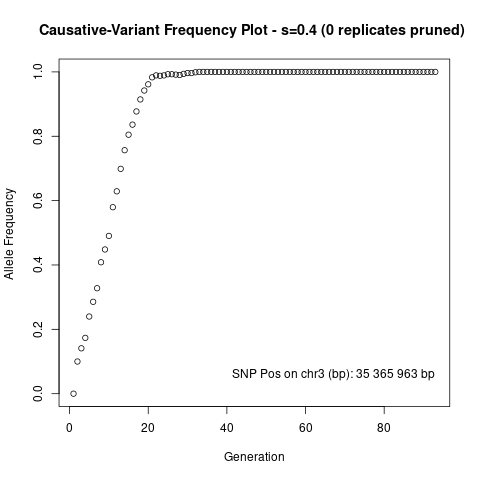 Causative-Variant Frequency Plot - s=0.4 (0 replicates pruned)
Allele Frequency
1.0
0.8
0.6
0.4
0.2
0.0
SNP Pos on chr3 (bp): 35 365 963 bp
0 20 40 60 80
Generation